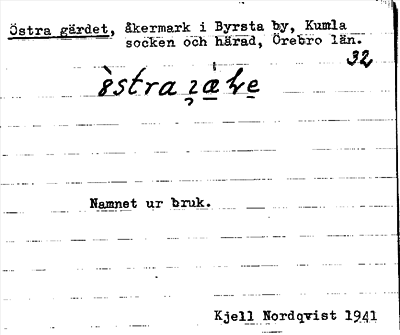 Östra gärdet, åkermark i Byrsta by, Kumla
socken och härad, Örebro län.
32
Namnet ur bruk.
Kjell Nordqvist 1941